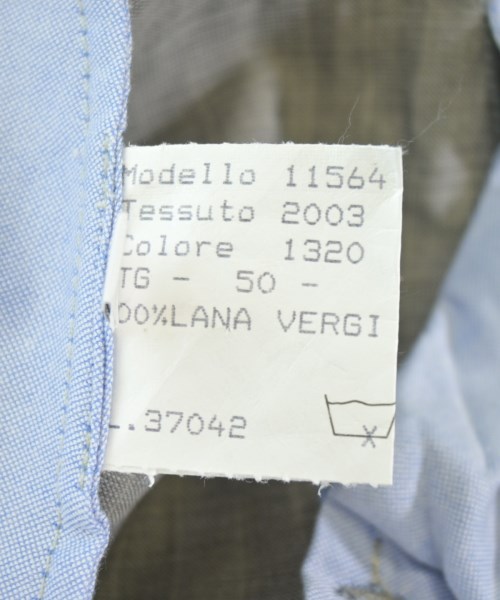 Modello 11564
Tessuto 2003
Colore 1320
TG - 50 -
00%LANA VERGI
L.37042